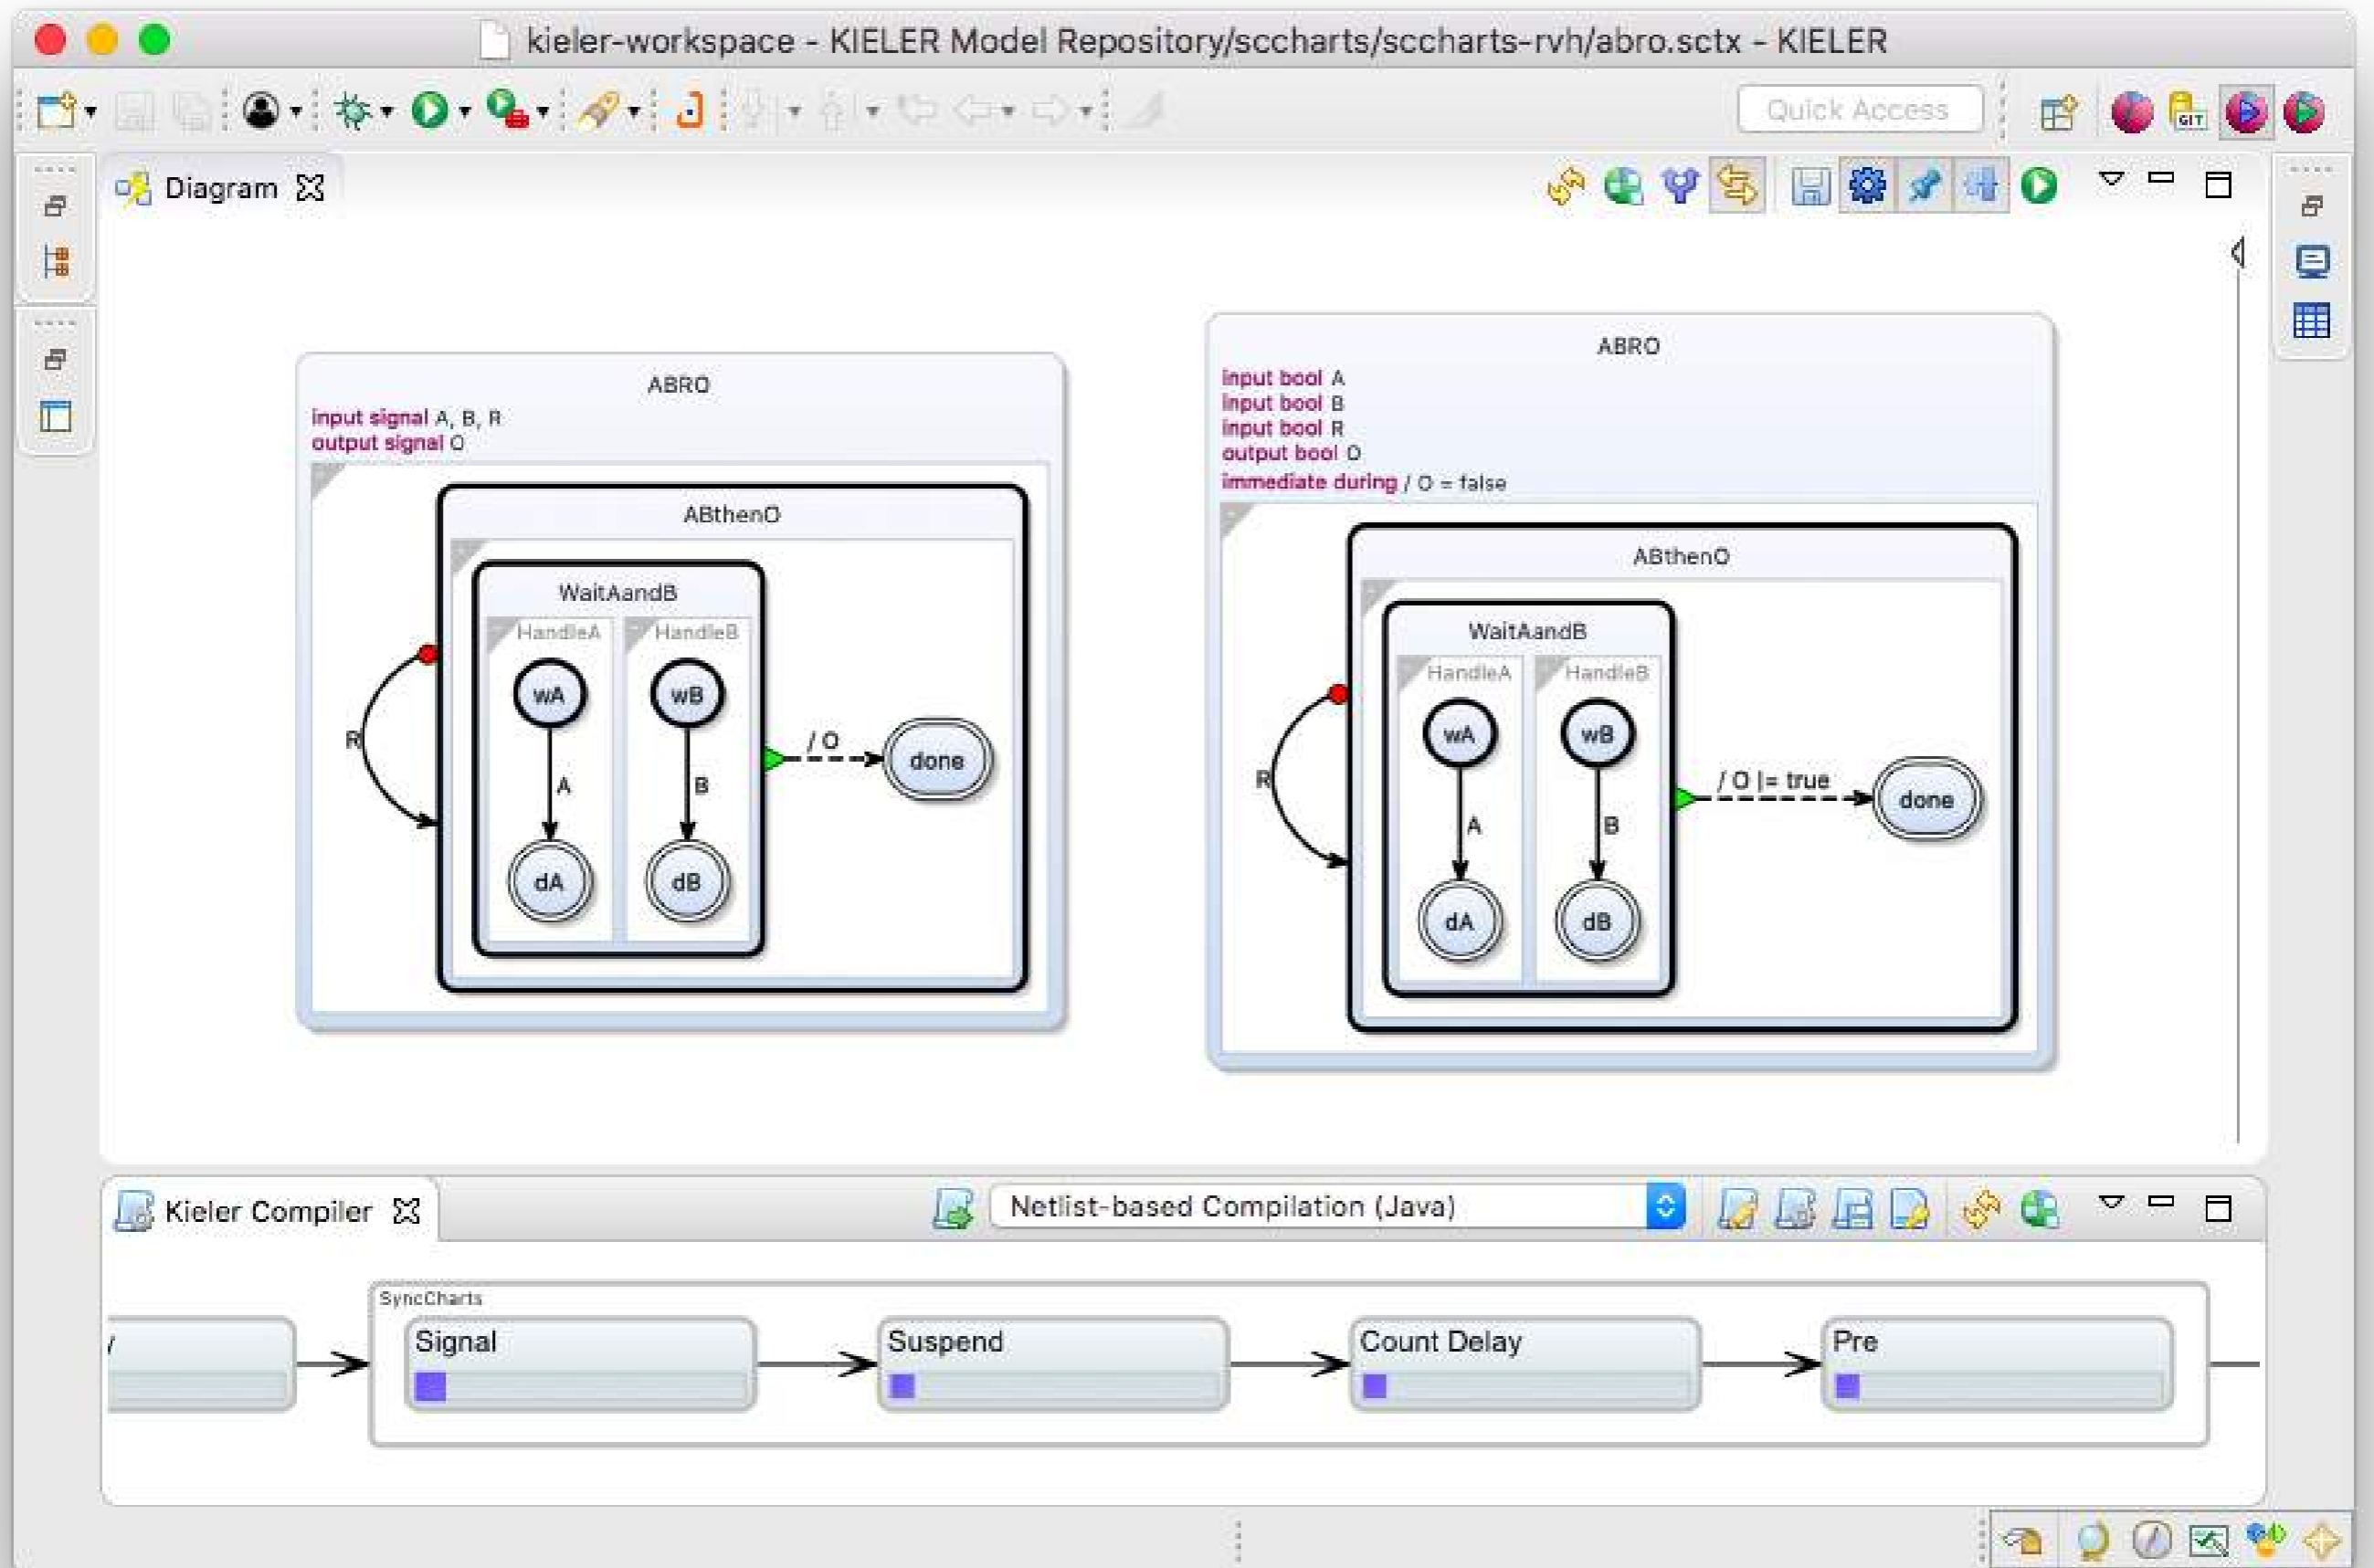 kieler-workspace - KIELER Model Repository/sccharts/sccharts-rvh/abro.sctx - KIELER
Quick Access
GIT
Diagram
ABRO
input signal A, B, R
output signal O
ABthenO
WaitAandB
HandleA HandleB
wA wB
R
A B
/ O
done
dA dB
ABRO
input bool A
input bool B
input bool R
output bool O
immediate during / O = false
ABthenO
WaitAandB
HandleA HandleB
wA wB
R
A B
/ O |= true
done
dA dB
Kieler Compiler
Netlist-based Compilation (Java)
SyncCharts
Signal
Suspend
Count Delay
Pre